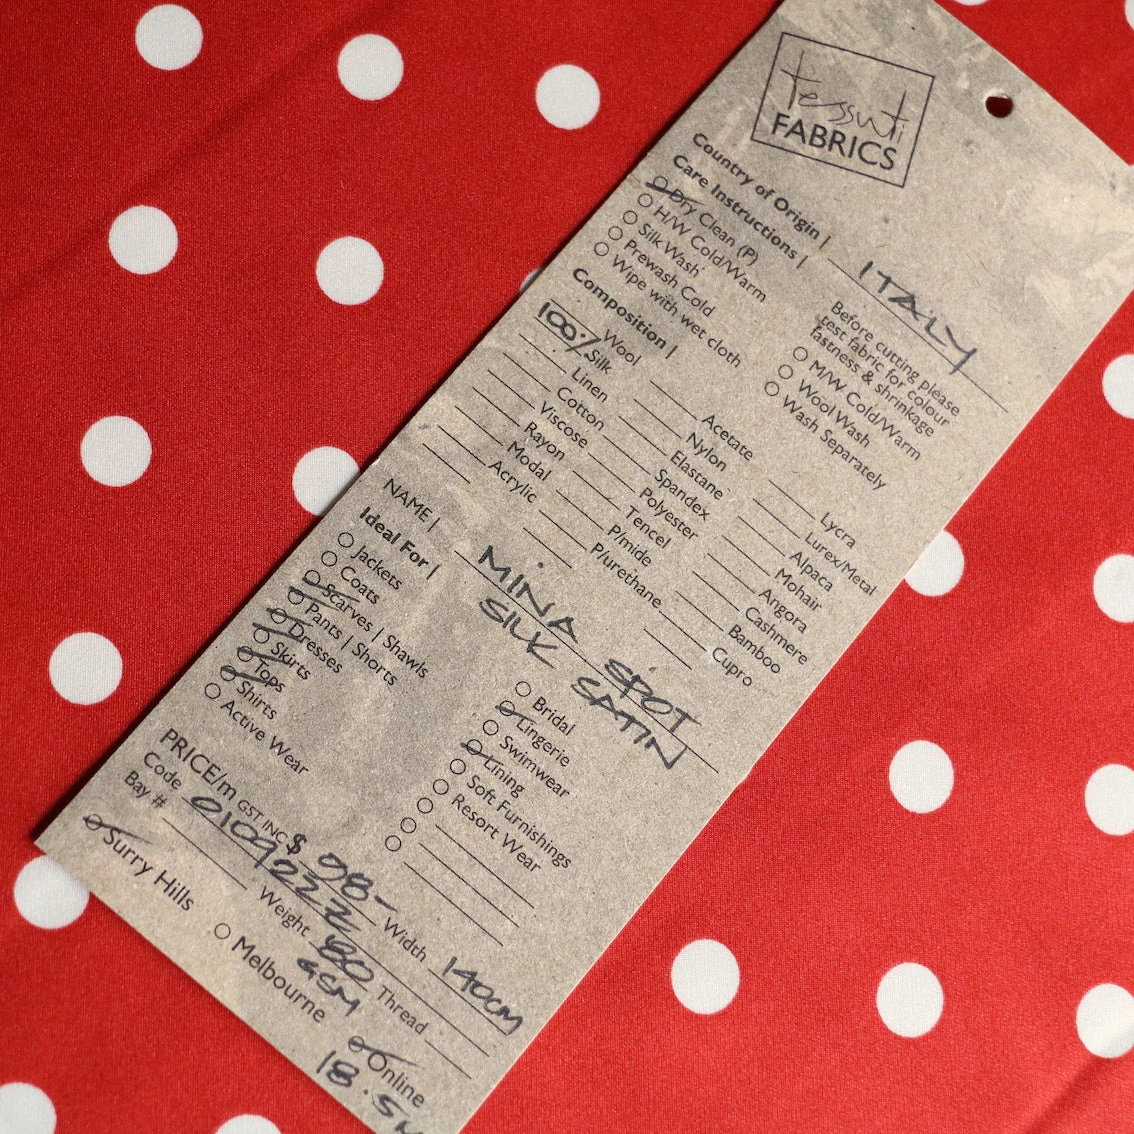 tessuti
FABRICS
Country of Origin | ITALY
Care Instructions |
Dry Clean (P)
H/W Cold/Warm
Silk Wash
Prewash Cold
Wipe with wet cloth
Before cutting please
test fabric for colour
fastness & shrinkage
M/W Cold/Warm
Wool Wash
Wash Separately
Composition |
Wool
100% Silk
Linen
Cotton
Viscose
Rayon
Modal
Acrylic
Acetate
Nylon
Elastane
Spandex
Polyester
Tencel
P/mide
P/urethane
Lycra
Lurex/Metal
Alpaca
Mohair
Angora
Cashmere
Bamboo
Cupro
NAME | MINA SPOT
SILK SATIN
Ideal For |
Jackets
Coats
Scarves | Shawls
Pants | Shorts
Dresses
Skirts
Tops
Shirts
Active Wear
Bridal
Lingerie
Swimwear
Lining
Soft Furnishings
Resort Wear
PRICE/m GST INC $ 98- Width 140CM
Code 0109232 Weight 80 GSM Thread
Bay #
Surry Hills
Melbourne
Online
18.5